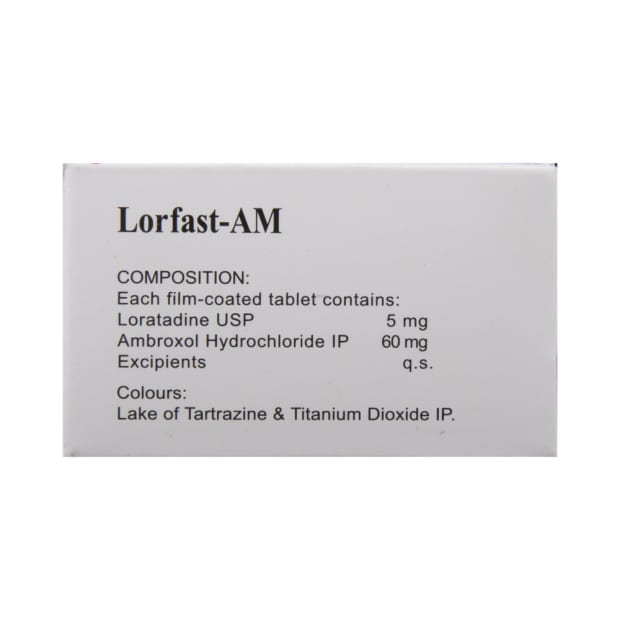 Lorfast-AM
COMPOSITION:
Each film-coated tablet contains:
Loratadine USP 5 mg
Ambroxol Hydrochloride IP 60 mg
Excipients q.s.
Colours:
Lake of Tartrazine & Titanium Dioxide IP.